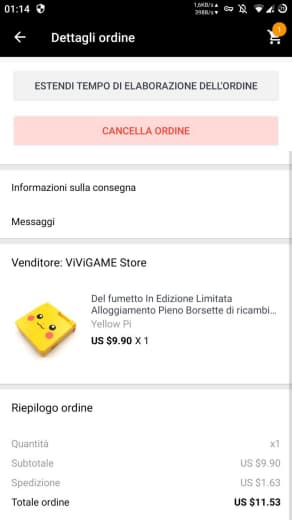 01:14
1,6KB/s▲
398B/s▼
Dettagli ordine
1
ESTENDI TEMPO DI ELABORAZIONE DELL'ORDINE
CANCELLA ORDINE
Informazioni sulla consegna
Messaggi
Venditore: ViViGAME Store
Del fumetto In Edizione Limitata
Alloggiamento Pieno Borsette di ricambi...
Yellow Pi
US $9.90 X 1
Riepilogo ordine
Quantità x1
Subtotale US $9.90
Spedizione US $1.63
Totale ordine US $11.53